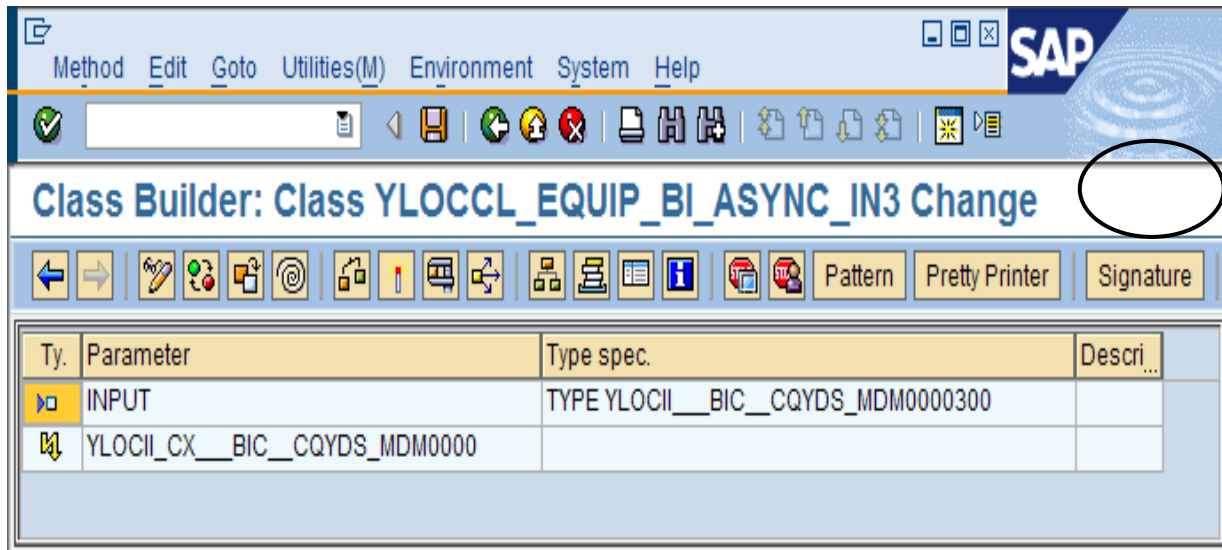 Method Edit Goto Utilities(M) Environment System Help
SAP
Class Builder: Class YLOCCL_EQUIP_BI_ASYNC_IN3 Change
Pattern Pretty Printer Signature
Ty. Parameter Type spec. Descri...
INPUT TYPE YLOCII___BIC__CQYDS_MDM0000300
YLOCII_CX___BIC__CQYDS_MDM0000